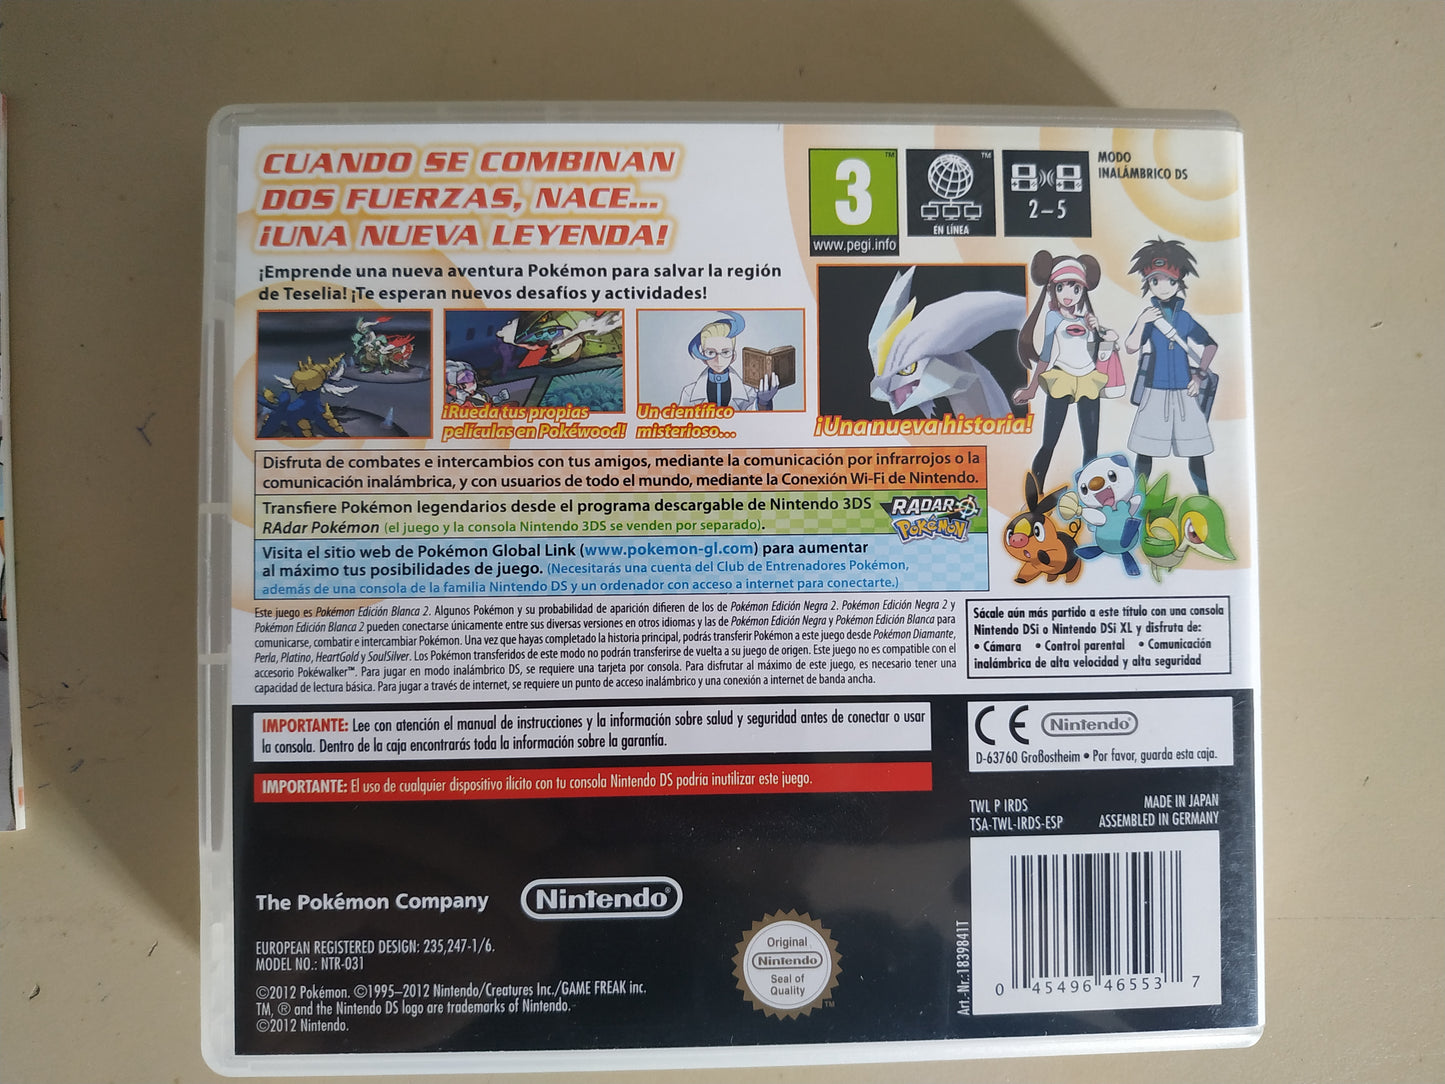 CUANDO SE COMBINAN
DOS FUERZAS, NACE...
¡UNA NUEVA LEYENDA!
¡Emprende una nueva aventura Pokémon para salvar la región
de Teselia! ¡Te esperan nuevos desafíos y actividades!
3
™
www.pegi.info
™
EN LÍNEA
2–5
MODO
INALÁMBRICO DS
¡Rueda tus propias
películas en Pokéwood!
Un científico
misterioso...
¡Una nueva historia!
Disfruta de combates e intercambios con tus amigos, mediante la comunicación por infrarrojos o la
comunicación inalámbrica, y con usuarios de todo el mundo, mediante la Conexión Wi-Fi de Nintendo.
Transfiere Pokémon legendarios desde el programa descargable de Nintendo 3DS
RAdar Pokémon (el juego y la consola Nintendo 3DS se venden por separado).
RADAR
POKéMON
Visita el sitio web de Pokémon Global Link (www.pokemon-gl.com) para aumentar
al máximo tus posibilidades de juego. (Necesitarás una cuenta del Club de Entrenadores Pokémon,
además de una consola de la familia Nintendo DS y un ordenador con acceso a internet para conectarte.)
Este juego es Pokémon Edición Blanca 2. Algunos Pokémon y su probabilidad de aparición difieren de los de Pokémon Edición Negra 2. Pokémon Edición Negra 2 y
Pokémon Edición Blanca 2 pueden conectarse únicamente entre sus diversas versiones en otros idiomas y las de Pokémon Edición Negra y Pokémon Edición Blanca para
comunicarse, combatir e intercambiar Pokémon. Una vez que hayas completado la historia principal, podrás transferir Pokémon a este juego desde Pokémon Diamante,
Perla, Platino, HeartGold y SoulSilver. Los Pokémon transferidos de este modo no podrán transferirse de vuelta a su juego de origen. Este juego no es compatible con el
accesorio Pokéwalker™. Para jugar en modo inalámbrico DS, se requiere una tarjeta por consola. Para disfrutar al máximo de este juego, es necesario tener una
capacidad de lectura básica. Para jugar a través de internet, se requiere un punto de acceso inalámbrico y una conexión a internet de banda ancha.
Sácale aún más partido a este título con una consola
Nintendo DSi o Nintendo DSi XL y disfruta de:
• Cámara • Control parental • Comunicación
inalámbrica de alta velocidad y alta seguridad
IMPORTANTE: Lee con atención el manual de instrucciones y la información sobre salud y seguridad antes de conectar o usar
la consola. Dentro de la caja encontrarás toda la información sobre la garantía.
CE Nintendo®
D-63760 Großostheim • Por favor, guarda esta caja.
IMPORTANTE: El uso de cualquier dispositivo ilícito con tu consola Nintendo DS podría inutilizar este juego.
TWL P IRDS
TSA-TWL-IRDS-ESP
MADE IN JAPAN
ASSEMBLED IN GERMANY
The Pokémon Company
Nintendo®
EUROPEAN REGISTERED DESIGN: 235,247-1/6.
MODEL NO.: NTR-031
©2012 Pokémon. ©1995–2012 Nintendo/Creatures Inc./GAME FREAK inc.
TM, ® and the Nintendo DS logo are trademarks of Nintendo.
©2012 Nintendo.
Original
Nintendo®
Seal of
Quality
™
Art.-Nr.:1839841T
0 45496 46553 7